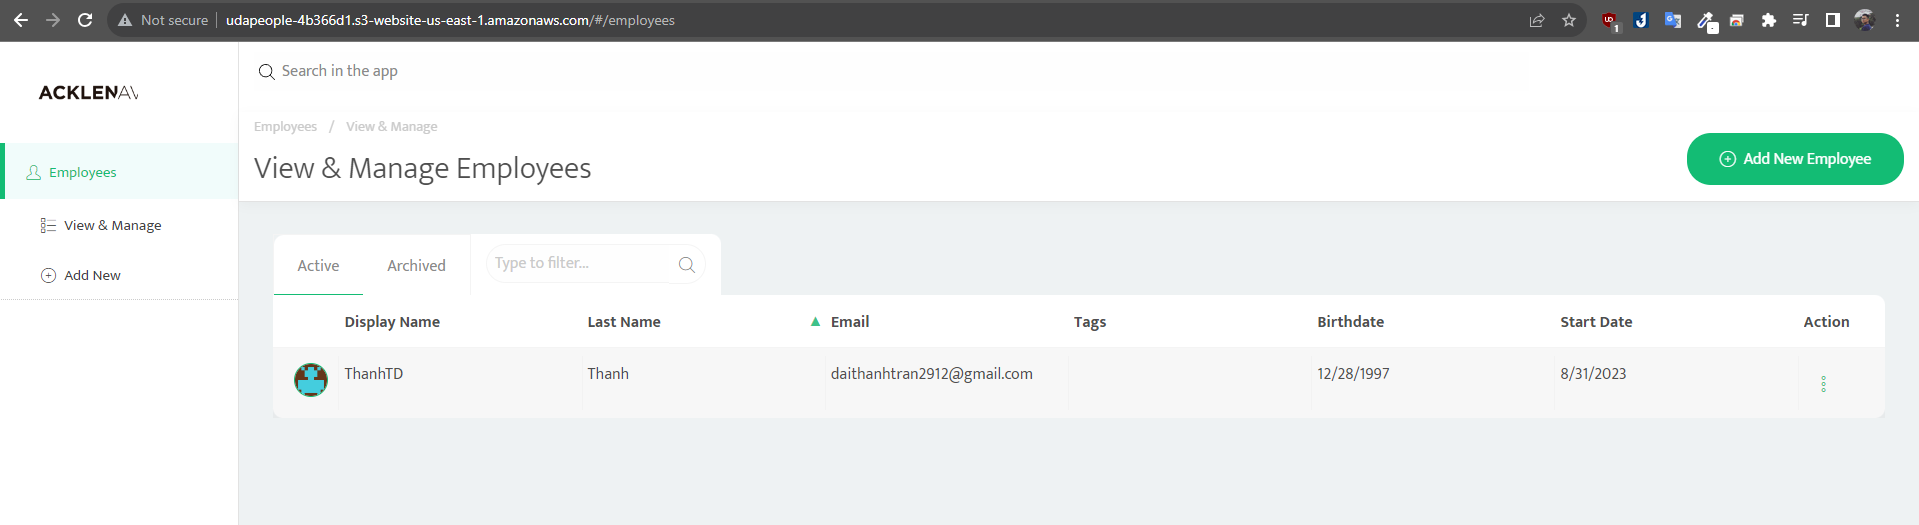 Not secure udapeople-4b366d1.s3-website-us-east-1.amazonaws.com/#/employees
1
ACKLENAV
Search in the app
Employees / View & Manage
View & Manage Employees
Add New Employee
Employees
View & Manage
Add New
Active Archived Type to filter...
Display Name Last Name Email Tags Birthdate Start Date Action
ThanhTD Thanh daithanhtran2912@gmail.com 12/28/1997 8/31/2023